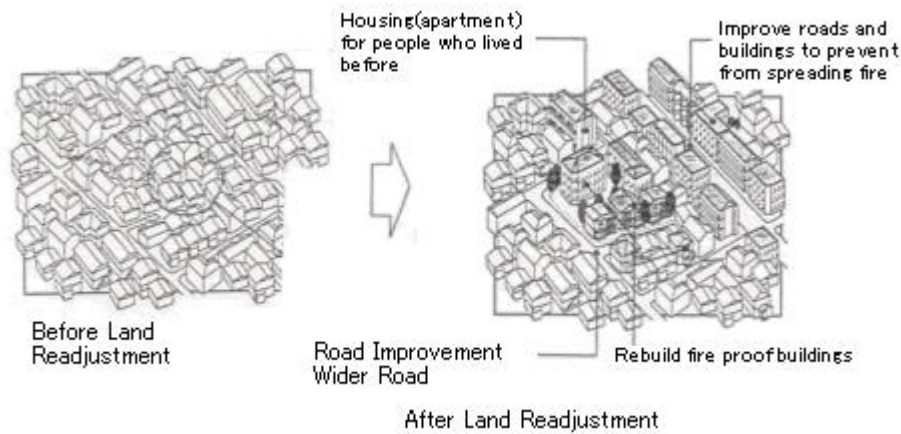 Housing(apartment)
for people who lived
before
Improve roads and
buildings to prevent
from spreading fire
Before Land
Readjustment
Road Improvement
Wider Road
Rebuild fire proof buildings
After Land Readjustment